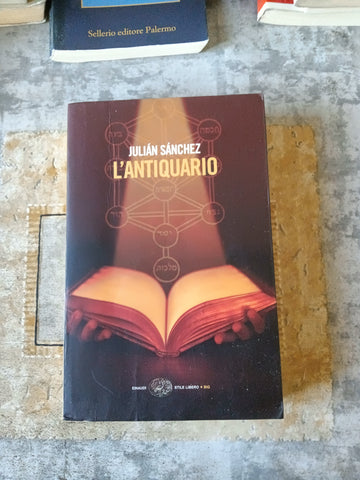 Sellerio editore Palermo
JULIÁN SÁNCHEZ
L'ANTIQUARIO
EINAUDI
STILE LIBERO • BIG